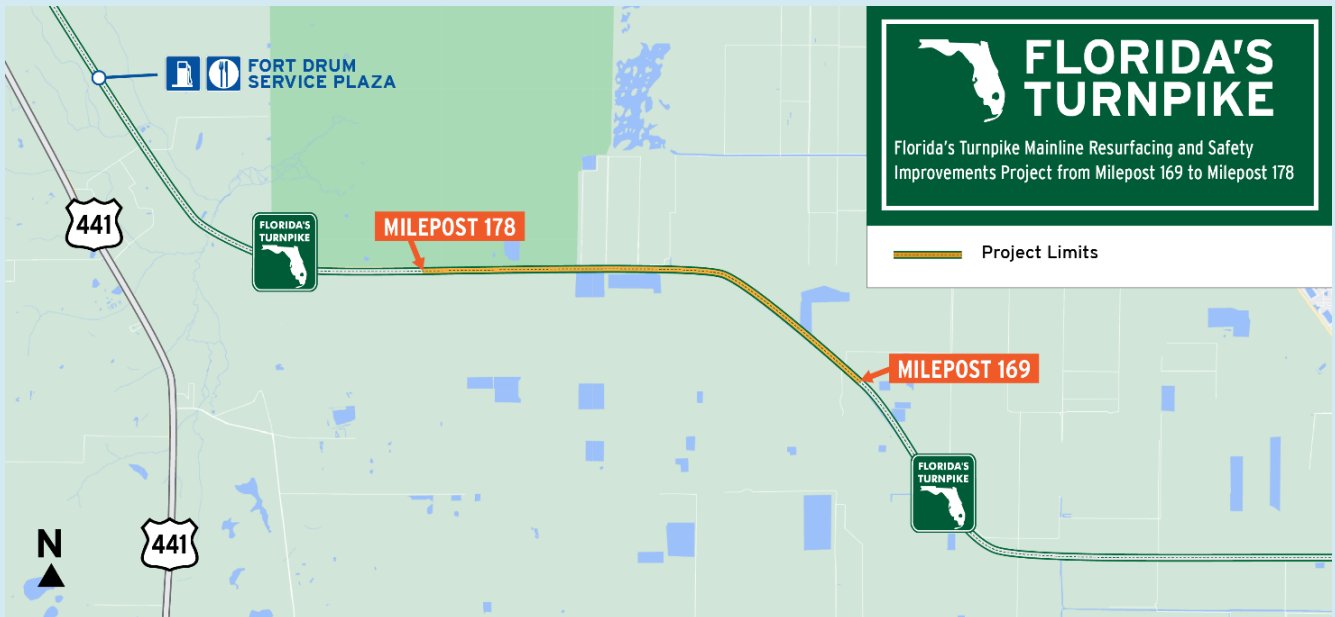 FLORIDA'S
TURNPIKE
Florida's Turnpike Mainline Resurfacing and Safety
Improvements Project from Milepost 169 to Milepost 178
Project Limits
FORT DRUM
SERVICE PLAZA
441
FLORIDA'S
TURNPIKE
MILEPOST 178
MILEPOST 169
FLORIDA'S
TURNPIKE
441
N